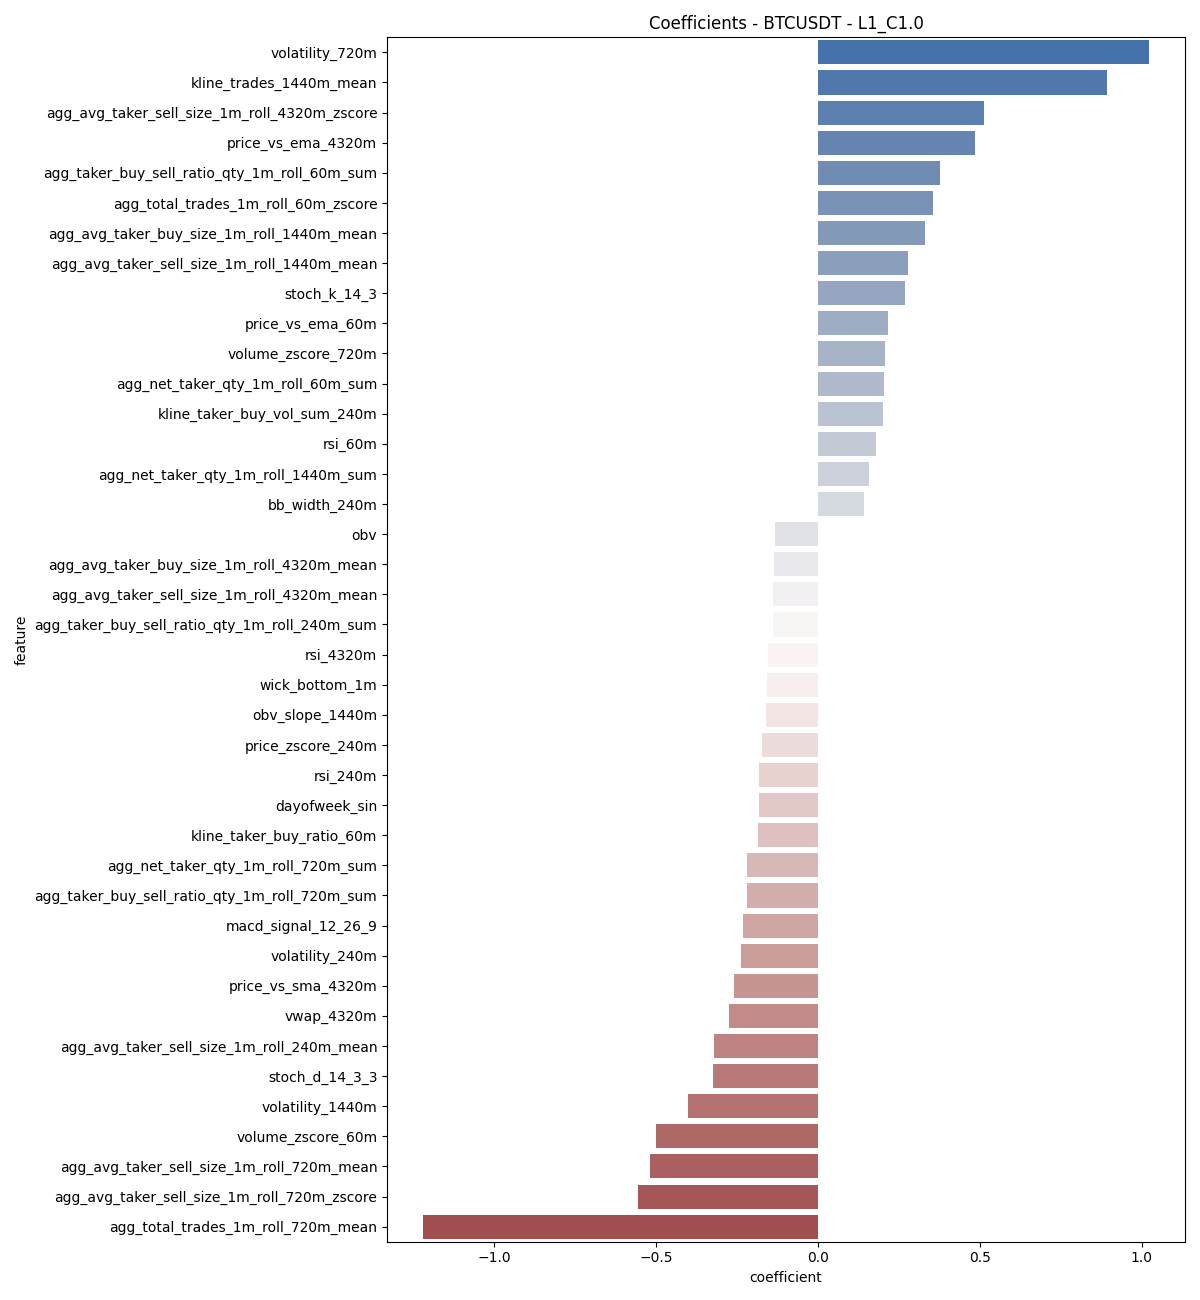 Coefficients - BTCUSDT - L1_C1.0
volatility_720m
kline_trades_1440m_mean
agg_avg_taker_sell_size_1m_roll_4320m_zscore
price_vs_ema_4320m
agg_taker_buy_sell_ratio_qty_1m_roll_60m_sum
agg_total_trades_1m_roll_60m_zscore
agg_avg_taker_buy_size_1m_roll_1440m_mean
agg_avg_taker_sell_size_1m_roll_1440m_mean
stoch_k_14_3
price_vs_ema_60m
volume_zscore_720m
agg_net_taker_qty_1m_roll_60m_sum
kline_taker_buy_vol_sum_240m
rsi_60m
agg_net_taker_qty_1m_roll_1440m_sum
bb_width_240m
obv
agg_avg_taker_buy_size_1m_roll_4320m_mean
agg_avg_taker_sell_size_1m_roll_4320m_mean
agg_taker_buy_sell_ratio_qty_1m_roll_240m_sum
rsi_4320m
wick_bottom_1m
obv_slope_1440m
price_zscore_240m
rsi_240m
dayofweek_sin
kline_taker_buy_ratio_60m
agg_net_taker_qty_1m_roll_720m_sum
agg_taker_buy_sell_ratio_qty_1m_roll_720m_sum
macd_signal_12_26_9
volatility_240m
price_vs_sma_4320m
vwap_4320m
agg_avg_taker_sell_size_1m_roll_240m_mean
stoch_d_14_3_3
volatility_1440m
volume_zscore_60m
agg_avg_taker_sell_size_1m_roll_720m_mean
agg_avg_taker_sell_size_1m_roll_720m_zscore
agg_total_trades_1m_roll_720m_mean
feature
−1.0 −0.5 0.0 0.5 1.0
coefficient